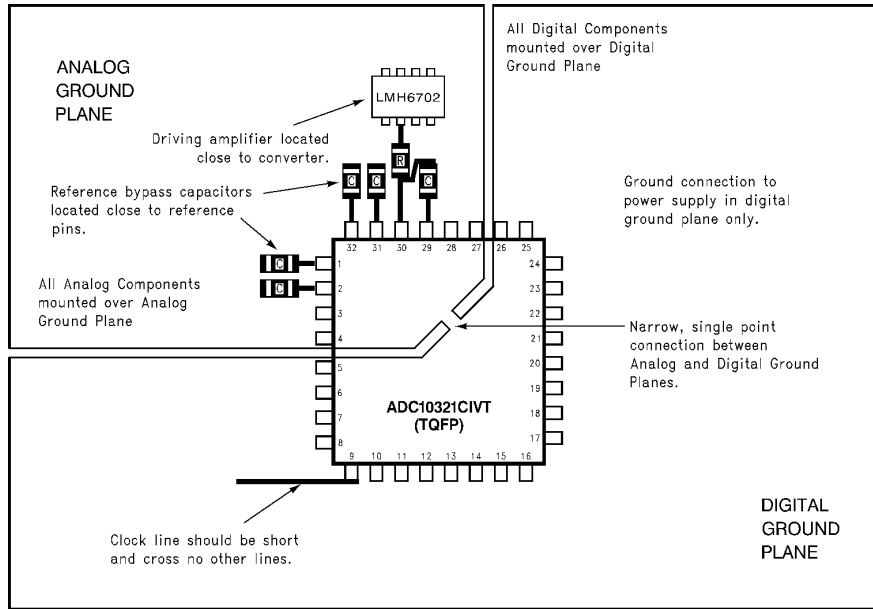 ANALOG
GROUND
PLANE
All Digital Components
mounted over Digital
Ground Plane
LMH6702
Driving amplifier located
close to converter.
R
C
C
C
Reference bypass capacitors
located close to reference
pins.
Ground connection to
power supply in digital
ground plane only.
32 31 30 29 28 27 26 25
C
C
1
2
3
4
5
6
7
8
24
23
22
21
20
19
18
17
All Analog Components
mounted over Analog
Ground Plane
Narrow, single point
connection between
Analog and Digital Ground
Planes.
ADC10321CIVT
(TQFP)
9 10 11 12 13 14 15 16
Clock line should be short
and cross no other lines.
DIGITAL
GROUND
PLANE